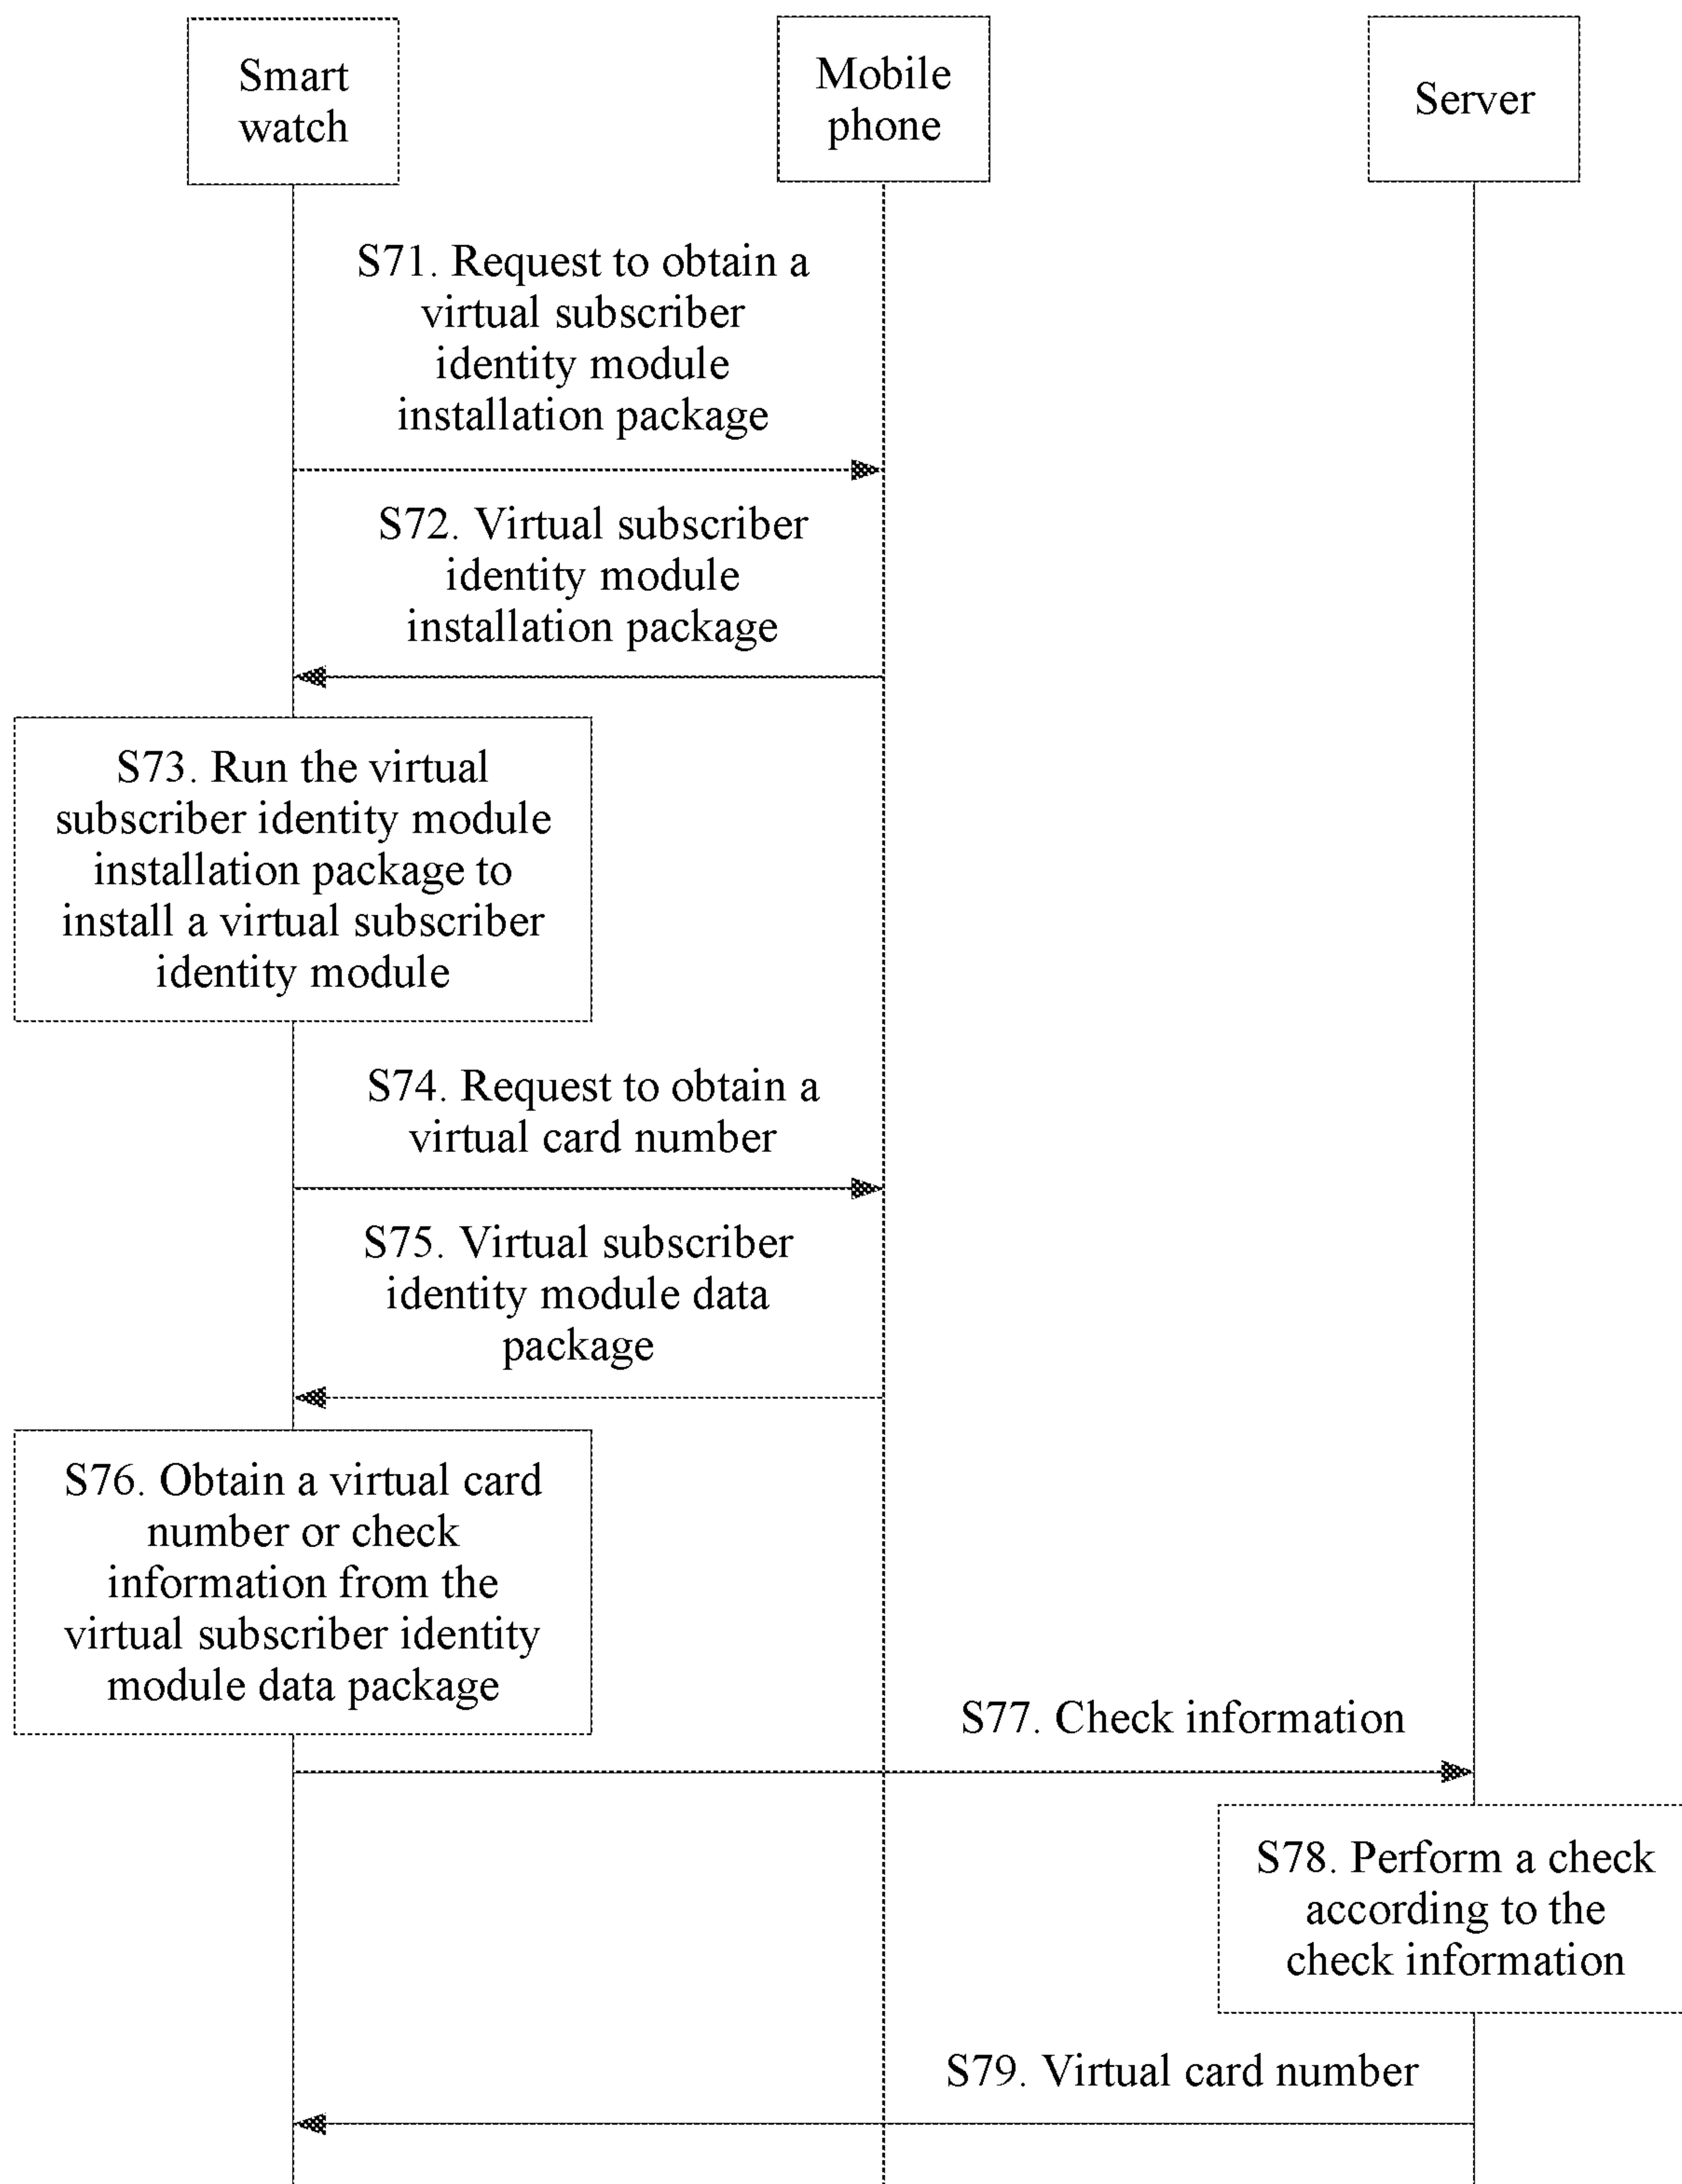 Smart
watch
Mobile
phone
Server
S71. Request to obtain a
virtual subscriber
identity module
installation package
S72. Virtual subscriber
identity module
installation package
S73. Run the virtual
subscriber identity module
installation package to
install a virtual subscriber
identity module
S74. Request to obtain a
virtual card number
S75. Virtual subscriber
identity module data
package
S76. Obtain a virtual card
number or check
information from the
virtual subscriber identity
module data package
S77. Check information
S78. Perform a check
according to the
check information
S79. Virtual card number